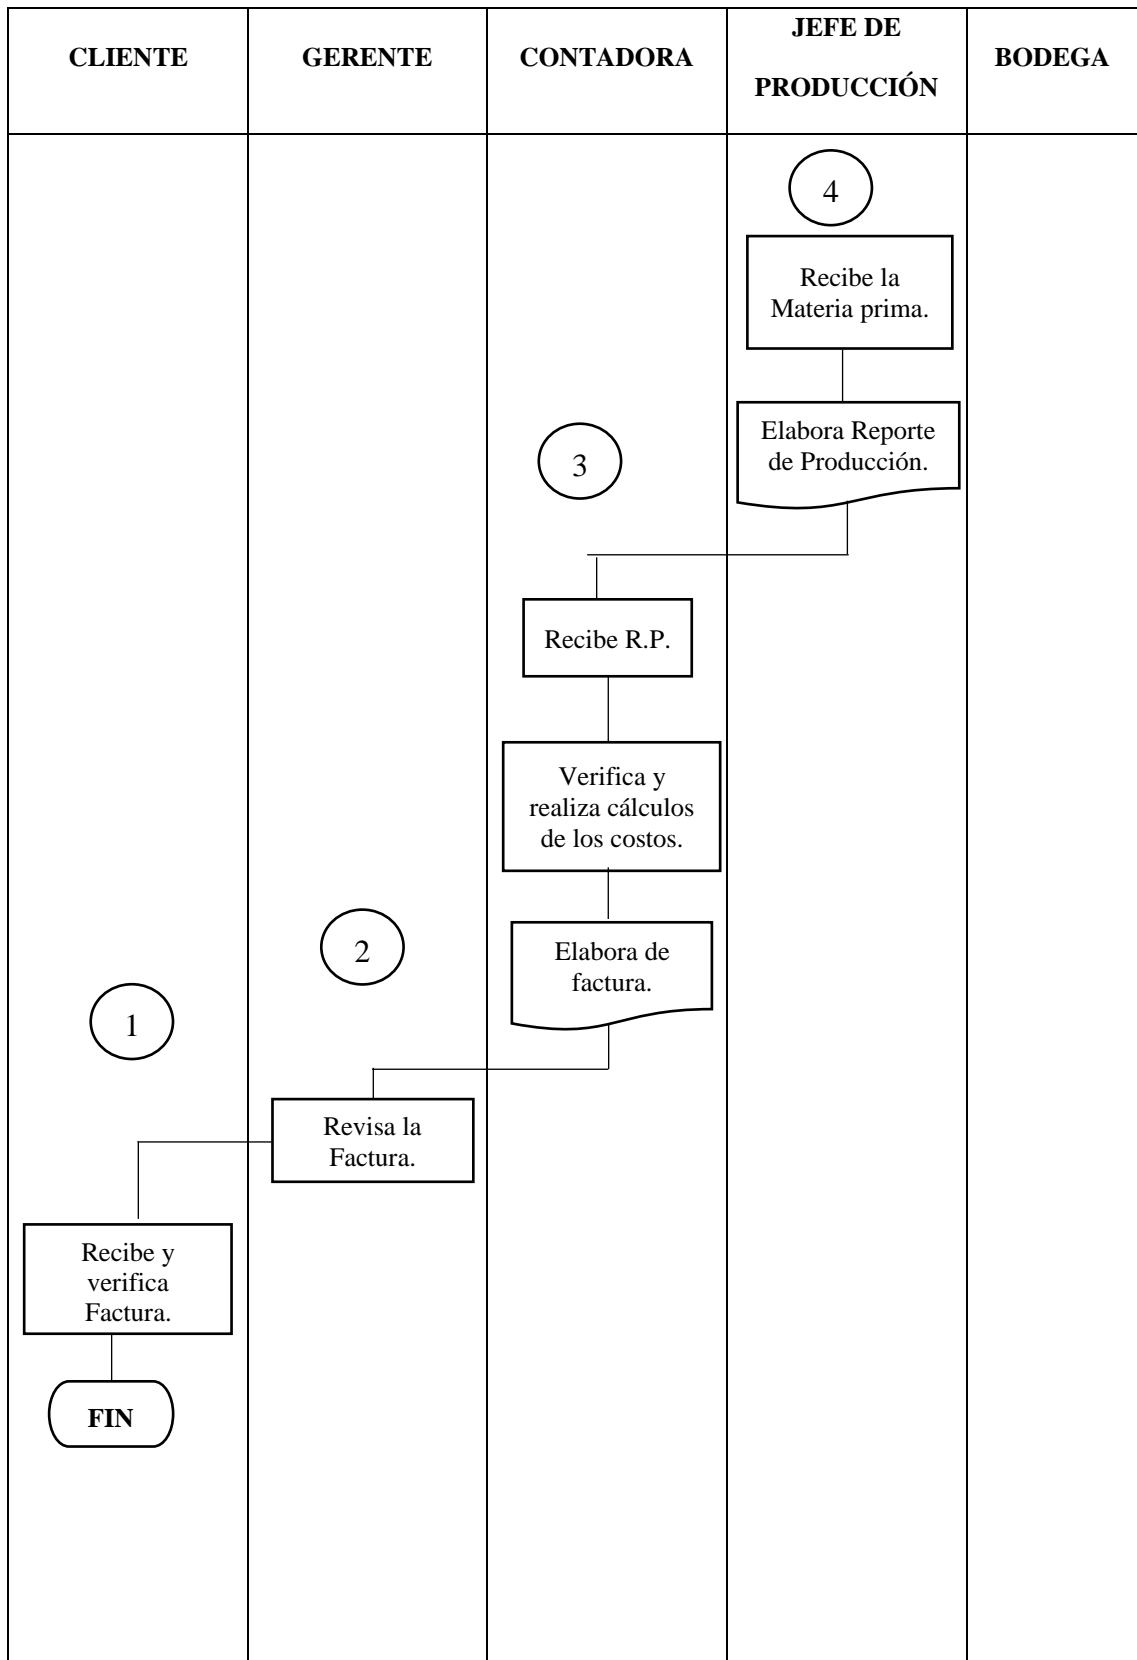 CLIENTE
GERENTE
CONTADORA
JEFE DE
PRODUCCIÓN
BODEGA
4
Recibe la
Materia prima.
Elabora Reporte
de Producción.
3
Recibe R.P.
Verifica y
realiza cálculos
de los costos.
Elabora de
factura.
2
1
Revisa la
Factura.
Recibe y
verifica
Factura.
FIN